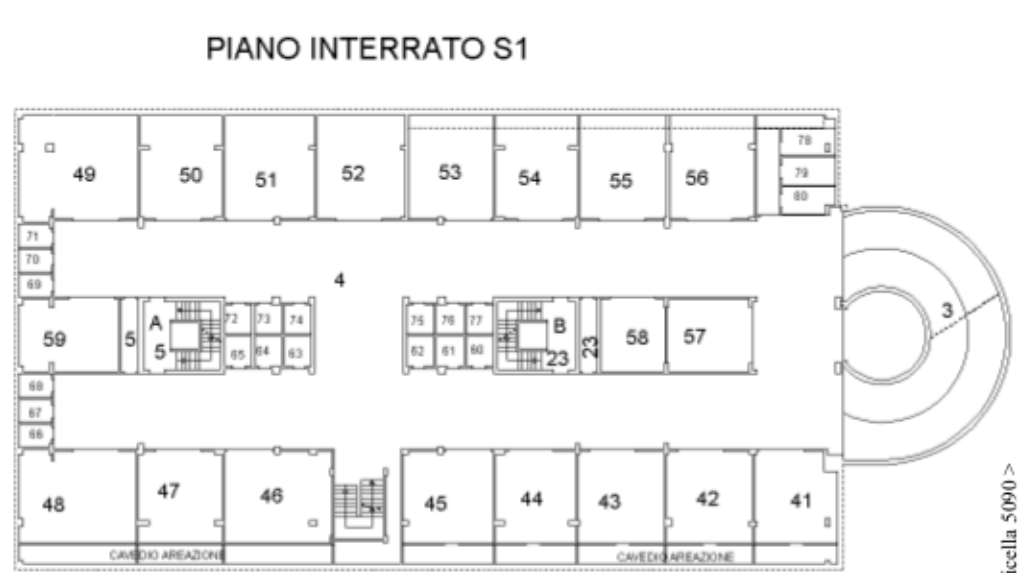 PIANO INTERRATO S1
49 50 51 52 53 54 55 56 78
79
80
71
70
69
4
3
59 5 A 5 72 73 74 75 76 77 B 23 23 58 57
65 64 63 62 61 60
68
67
66
48 47 46 45 44 43 42 41
CAVEDIO AREAZIONE CAVEDIO AREAZIONE
icella 5090 >